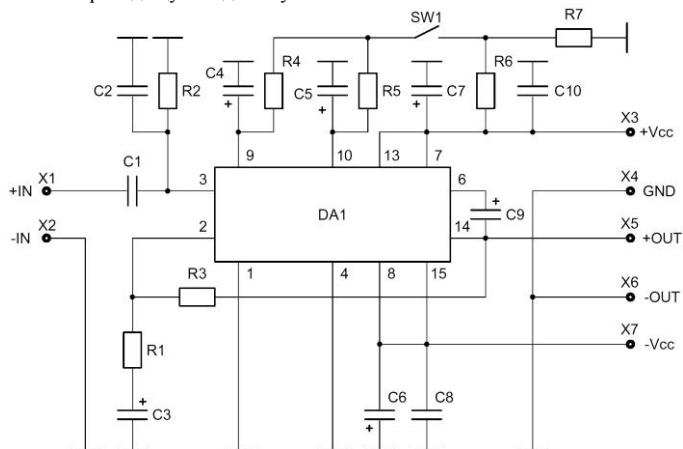 SW1
R7
C2
R2
C4
R4
C5
R5
C7
R6
C10
X3
+Vcc
9
10
13
7
X1
+IN
C1
3
6
X4
GND
DA1
C9
X2
-IN
2
14
X5
+OUT
1
4
8
15
R3
X6
-OUT
X7
-Vcc
R1
C3
+
C6
C8
+
+
+
+
+